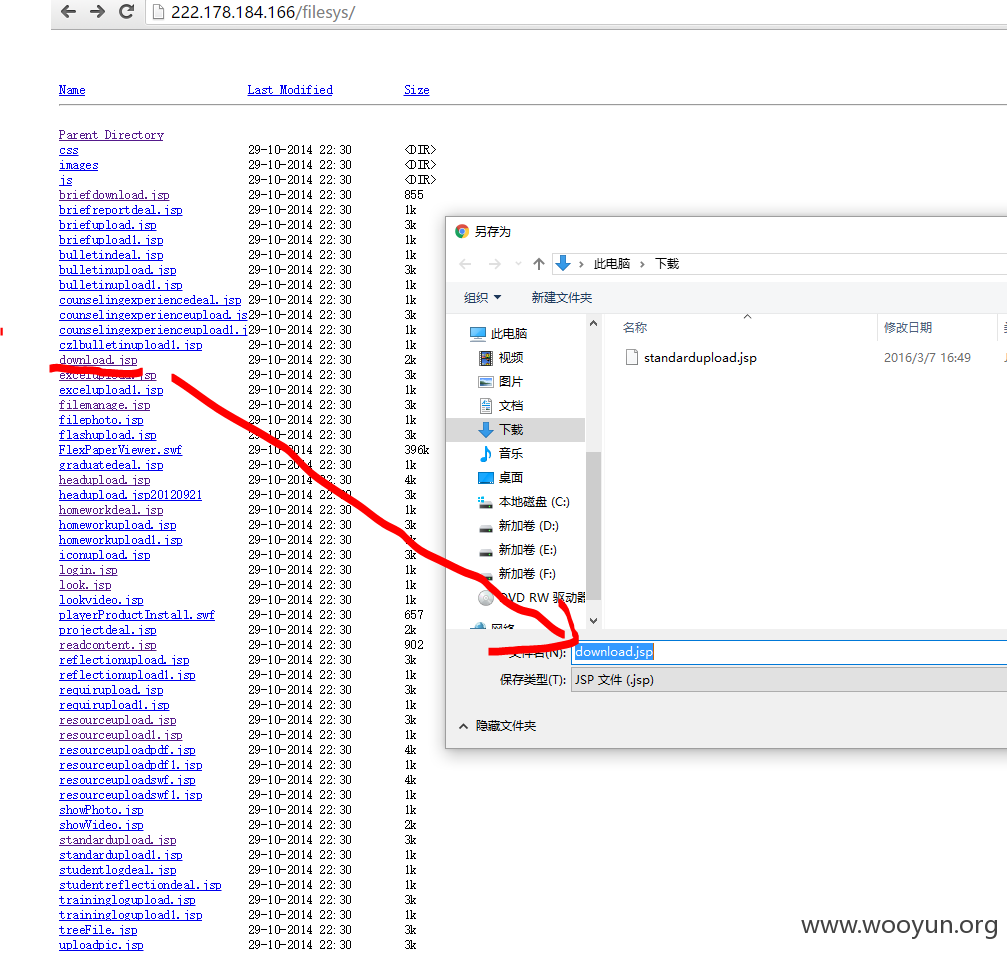 222.178.184.166/filesys/
Name Last Modified Size
Parent Directory
css 29-10-2014 22:30 <DIR>
images 29-10-2014 22:30 <DIR>
js 29-10-2014 22:30 <DIR>
briefdownload.jsp 29-10-2014 22:30 855
briefreportdeal.jsp 29-10-2014 22:30 1k
briefupload.jsp 29-10-2014 22:30 3k
briefupload1.jsp 29-10-2014 22:30 1k
bulletindeal.jsp 29-10-2014 22:30 1k
bulletinupload.jsp 29-10-2014 22:30 3k
bulletinupload1.jsp 29-10-2014 22:30 1k
counselingexperiencedeal.jsp 29-10-2014 22:30 1k
counselingexperienceupload.js 29-10-2014 22:30 3k
counselingexperienceupload1.j 29-10-2014 22:30 1k
czlbulletinupload1.jsp 29-10-2014 22:30 1k
download.jsp 29-10-2014 22:30 2k
excelupload.jsp 29-10-2014 22:30 3k
excelupload1.jsp 29-10-2014 22:30 1k
filemanage.jsp 29-10-2014 22:30 3k
filephoto.jsp 29-10-2014 22:30 1k
flashupload.jsp 29-10-2014 22:30 3k
FlexPaperViewer.swf 29-10-2014 22:30 396k
graduatedeal.jsp 29-10-2014 22:30 1k
headupload.jsp 29-10-2014 22:30 4k
headupload.jsp20120921 29-10-2014 22:30 3k
homeworkdeal.jsp 29-10-2014 22:30 1k
homeworkupload.jsp 29-10-2014 22:30 3k
homeworkupload1.jsp 29-10-2014 22:30
iconupload.jsp 29-10-2014 22:30 3k
login.jsp 29-10-2014 22:30 1k
look.jsp 29-10-2014 22:30 1k
lookvideo.jsp 29-10-2014 22:30 1k
playerProductInstall.swf 29-10-2014 22:30 657
projectdeal.jsp 29-10-2014 22:30 2k
readcontent.jsp 29-10-2014 22:30 902
reflectionupload.jsp 29-10-2014 22:30 3k
reflectionupload1.jsp 29-10-2014 22:30 1k
requirupload.jsp 29-10-2014 22:30 3k
requirupload1.jsp 29-10-2014 22:30 1k
resourceupload.jsp 29-10-2014 22:30 3k
resourceupload1.jsp 29-10-2014 22:30 1k
resourceuploadpdf.jsp 29-10-2014 22:30 4k
resourceuploadpdf1.jsp 29-10-2014 22:30 1k
resourceuploadswf.jsp 29-10-2014 22:30 4k
resourceuploadswf1.jsp 29-10-2014 22:30 1k
showPhoto.jsp 29-10-2014 22:30 1k
showVideo.jsp 29-10-2014 22:30 2k
standardupload.jsp 29-10-2014 22:30 3k
standardupload1.jsp 29-10-2014 22:30 1k
studentlogdeal.jsp 29-10-2014 22:30 1k
studentreflectiondeal.jsp 29-10-2014 22:30 1k
traininglogupload.jsp 29-10-2014 22:30 3k
traininglogupload1.jsp 29-10-2014 22:30 1k
treeFile.jsp 29-10-2014 22:30 3k
uploadpic.jsp 29-10-2014 22:30 3k
另存为
此电脑 › 下载
组织 新建文件夹
此电脑
视频
图片
文档
下载
音乐
桌面
本地磁盘 (C:)
新加卷 (D:)
新加卷 (E:)
新加卷 (F:)
DVD RW 驱动器
网络
名称 修改日期
standardupload.jsp 2016/3/7 16:49
文件名(N): download.jsp
保存类型(T): JSP 文件 (.jsp)
隐藏文件夹
www.wooyun.org